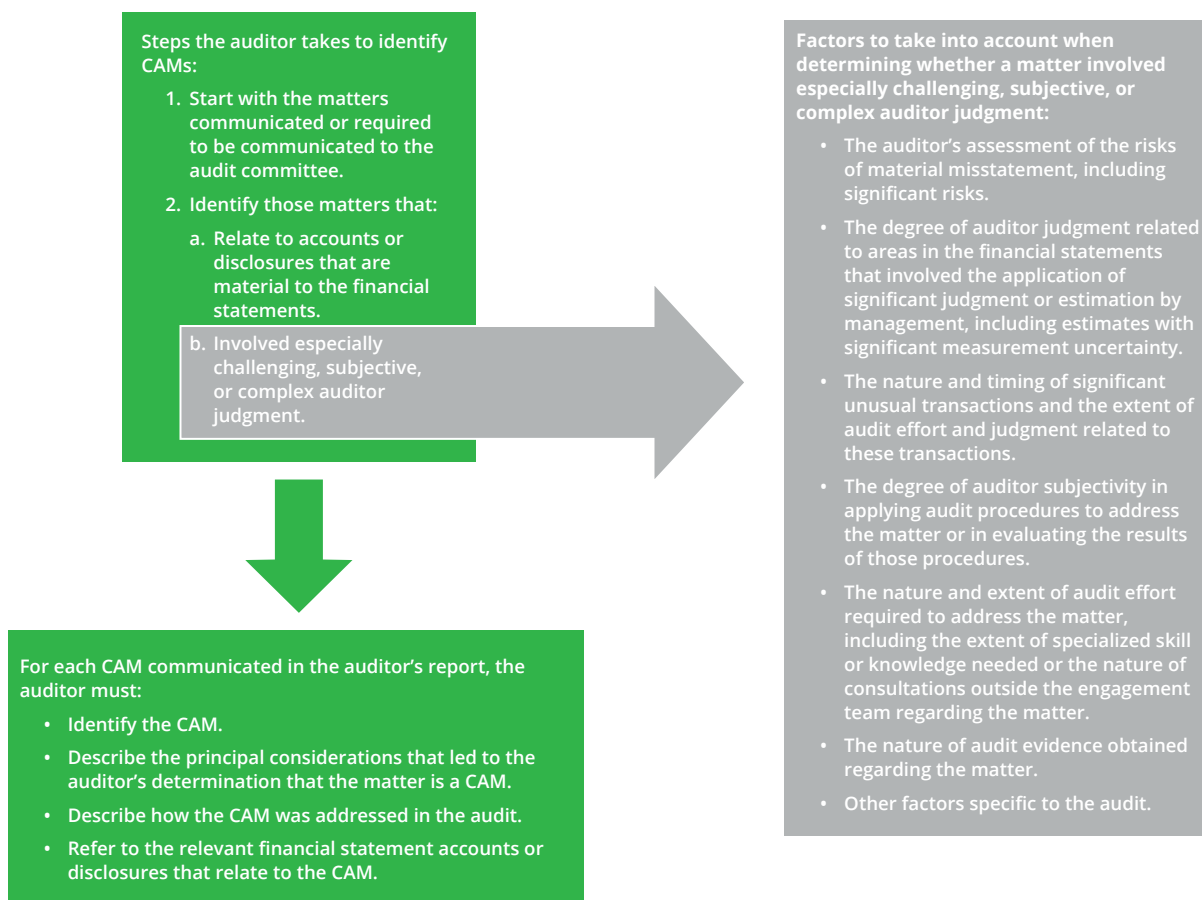 Steps the auditor takes to identify
CAMs:
1. Start with the matters
communicated or required
to be communicated to the
audit committee.
2. Identify those matters that:
a. Relate to accounts or
disclosures that are
material to the financial
statements.
b. Involved especially
challenging, subjective,
or complex auditor
judgment.
Factors to take into account when
determining whether a matter involved
especially challenging, subjective, or
complex auditor judgment:
• The auditor’s assessment of the risks
of material misstatement, including
significant risks.
• The degree of auditor judgment related
to areas in the financial statements
that involved the application of
significant judgment or estimation by
management, including estimates with
significant measurement uncertainty.
• The nature and timing of significant
unusual transactions and the extent of
audit effort and judgment related to
these transactions.
• The degree of auditor subjectivity in
applying audit procedures to address
the matter or in evaluating the results
of those procedures.
• The nature and extent of audit effort
required to address the matter,
including the extent of specialized skill
or knowledge needed or the nature of
consultations outside the engagement
team regarding the matter.
• The nature of audit evidence obtained
regarding the matter.
• Other factors specific to the audit.
For each CAM communicated in the auditor’s report, the
auditor must:
• Identify the CAM.
• Describe the principal considerations that led to the
auditor’s determination that the matter is a CAM.
• Describe how the CAM was addressed in the audit.
• Refer to the relevant financial statement accounts or
disclosures that relate to the CAM.